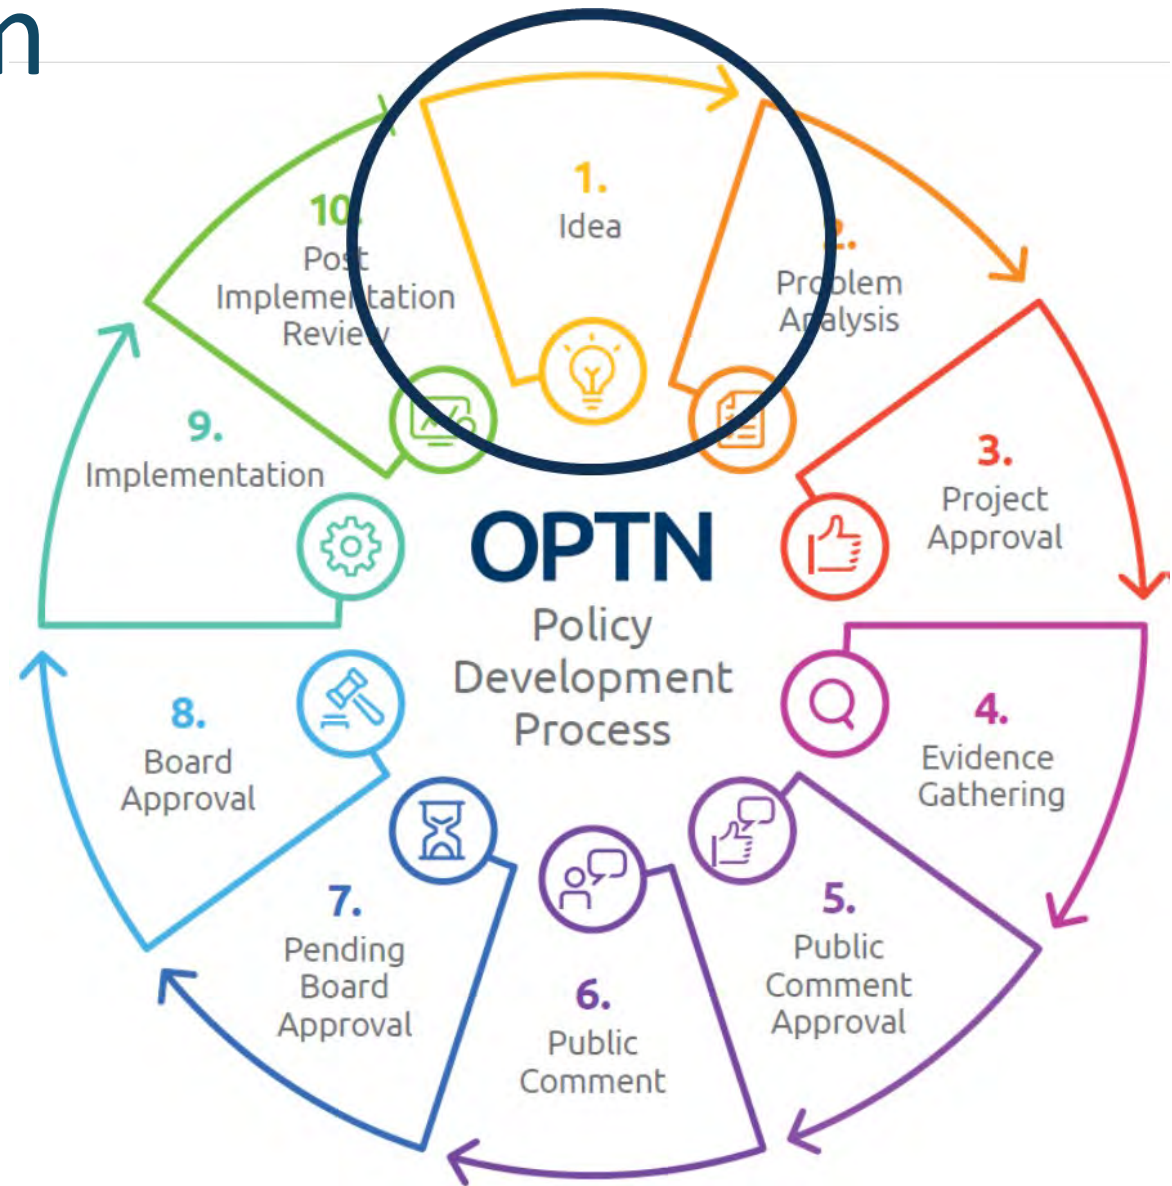 1.
Idea
2.
Problem
Analysis
3.
Project
Approval
4.
Evidence
Gathering
5.
Public
Comment
Approval
6.
Public
Comment
7.
Pending
Board
Approval
8.
Board
Approval
9.
Implementation
10.
Post
Implementation
Review
OPTN
Policy
Development
Process